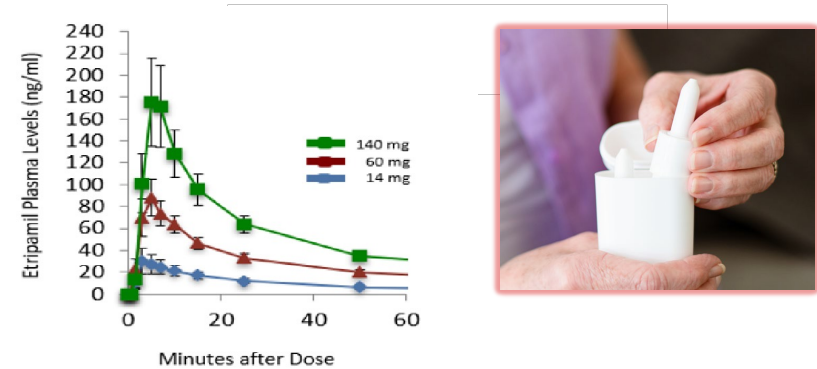 Etripamil Plasma Levels (ng/ml)
240
220
200
180
160
140
120
100
80
60
40
20
0
0 20 40 60
Minutes after Dose
140 mg
60 mg
14 mg